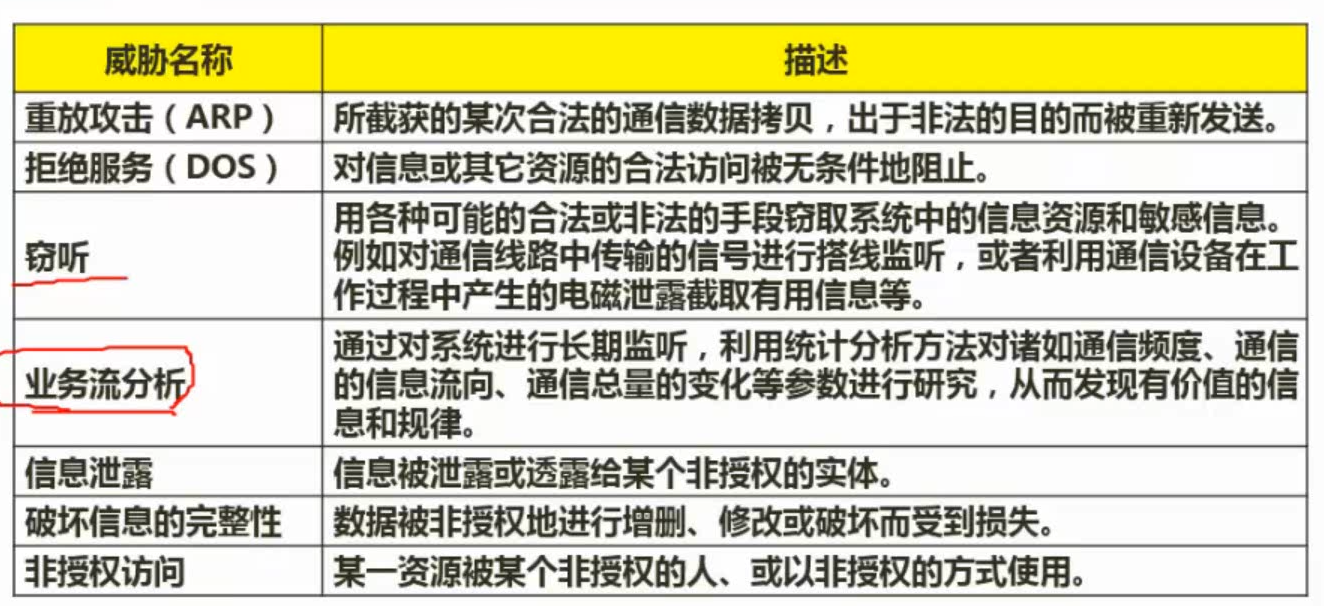 威胁名称
描述
重放攻击（ARP）
所截获的某次合法的通信数据拷贝，出于非法的目的而被重新发送。
拒绝服务（DOS）
对信息或其它资源的合法访问被无条件地阻止。
窃听
用各种可能的合法或非法的手段窃取系统中的信息资源和敏感信息。
例如对通信线路中传输的信号进行搭线监听，或者利用通信设备在工
作过程中产生的电磁泄露截取有用信息等。
业务流分析
通过对系统进行长期监听，利用统计分析方法对诸如通信频度、通信
的信息流向、通信总量的变化等参数进行研究，从而发现有价值的信
息和规律。
信息泄露
信息被泄露或透露给某个非授权的实体。
破坏信息的完整性
数据被非授权地进行增删、修改或破坏而受到损失。
非授权访问
某一资源被某个非授权的人、或以非授权的方式使用。